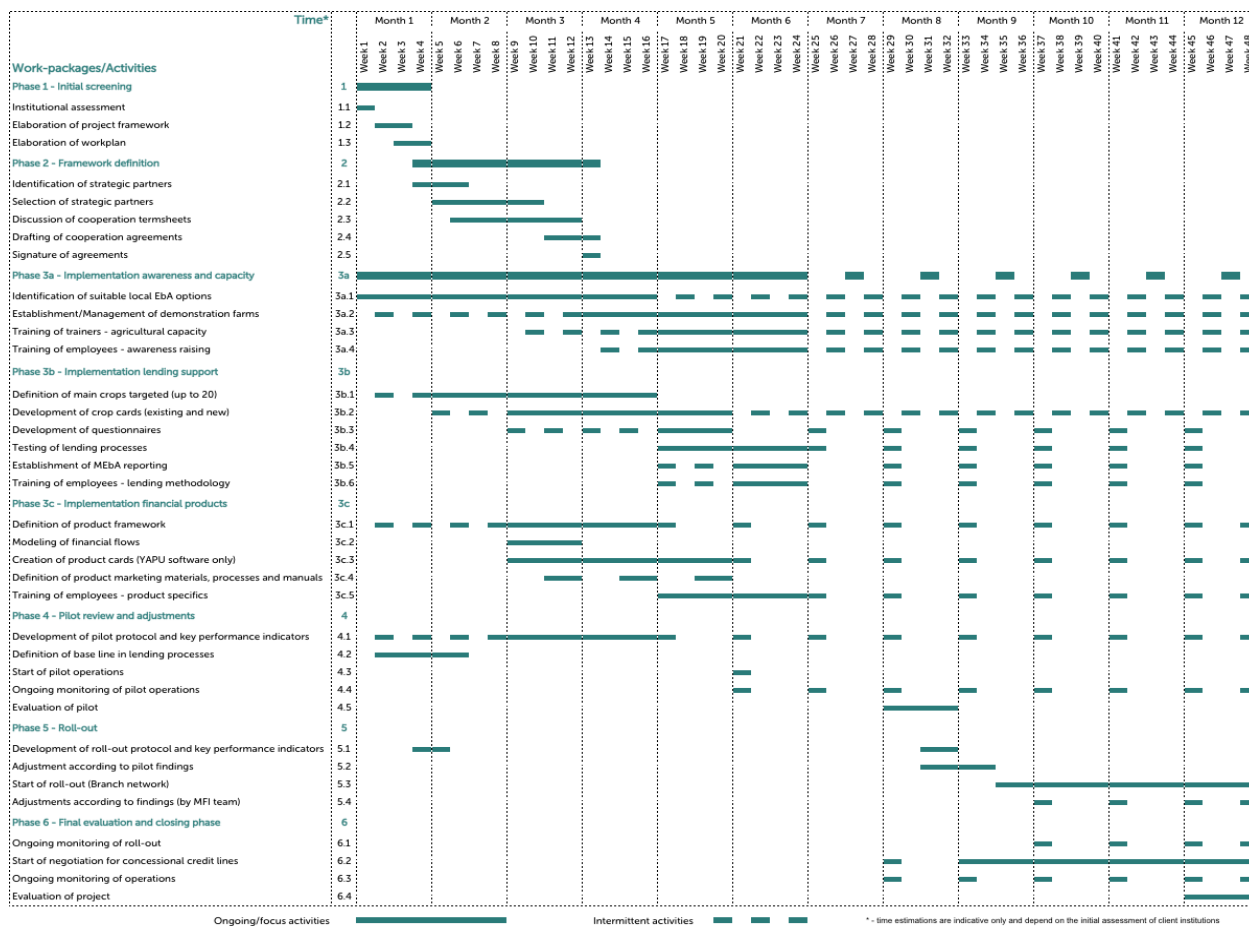 Time* Month 1 Month 2 Month 3 Month 4 Month 5 Month 6 Month 7 Month 8 Month 9 Month 10 Month 11 Month 12
Work-packages/Activities Week 1 Week 2 Week 3 Week 4 Week 5 Week 6 Week 7 Week 8 Week 9 Week 10 Week 11 Week 12 Week 13 Week 14 Week 15 Week 16 Week 17 Week 18 Week 19 Week 20 Week 21 Week 22 Week 23 Week 24 Week 25 Week 26 Week 27 Week 28 Week 29 Week 30 Week 31 Week 32 Week 33 Week 34 Week 35 Week 36 Week 37 Week 38 Week 39 Week 40 Week 41 Week 42 Week 43 Week 44 Week 45 Week 46 Week 47 Week 48
Phase 1 - Initial screening 1
Institutional assessment 1.1
Elaboration of project framework 1.2
Elaboration of workplan 1.3
Phase 2 - Framework definition 2
Identification of strategic partners 2.1
Selection of strategic partners 2.2
Discussion of cooperation termsheets 2.3
Drafting of cooperation agreements 2.4
Signature of agreements 2.5
Phase 3a - Implementation awareness and capacity 3a
Identification of suitable local EbA options 3a.1
Establishment/Management of demonstration farms 3a.2
Training of trainers - agricultural capacity 3a.3
Training of employees - awareness raising 3a.4
Phase 3b - Implementation lending support 3b
Definition of main crops targeted (up to 20) 3b.1
Development of crop cards (existing and new) 3b.2
Development of questionnaires 3b.3
Testing of lending processes 3b.4
Establishment of MEbA reporting 3b.5
Training of employees - lending methodology 3b.6
Phase 3c - Implementation financial products 3c
Definition of product framework 3c.1
Modeling of financial flows 3c.2
Creation of product cards (YAPU software only) 3c.3
Definition of product marketing materials, processes and manuals 3c.4
Training of employees - product specifics 3c.5
Phase 4 - Pilot review and adjustments 4
Development of pilot protocol and key performance indicators 4.1
Definition of base line in lending processes 4.2
Start of pilot operations 4.3
Ongoing monitoring of pilot operations 4.4
Evaluation of pilot 4.5
Phase 5 - Roll-out 5
Development of roll-out protocol and key performance indicators 5.1
Adjustment according to pilot findings 5.2
Start of roll-out (Branch network) 5.3
Adjustments according to findings (by MFI team) 5.4
Phase 6 - Final evaluation and closing phase 6
Ongoing monitoring of roll-out 6.1
Start of negotiation for concessional credit lines 6.2
Ongoing monitoring of operations 6.3
Evaluation of project 6.4
Ongoing/focus activities Intermittent activities * - time estimations are indicative only and depend on the initial assessment of client institutions